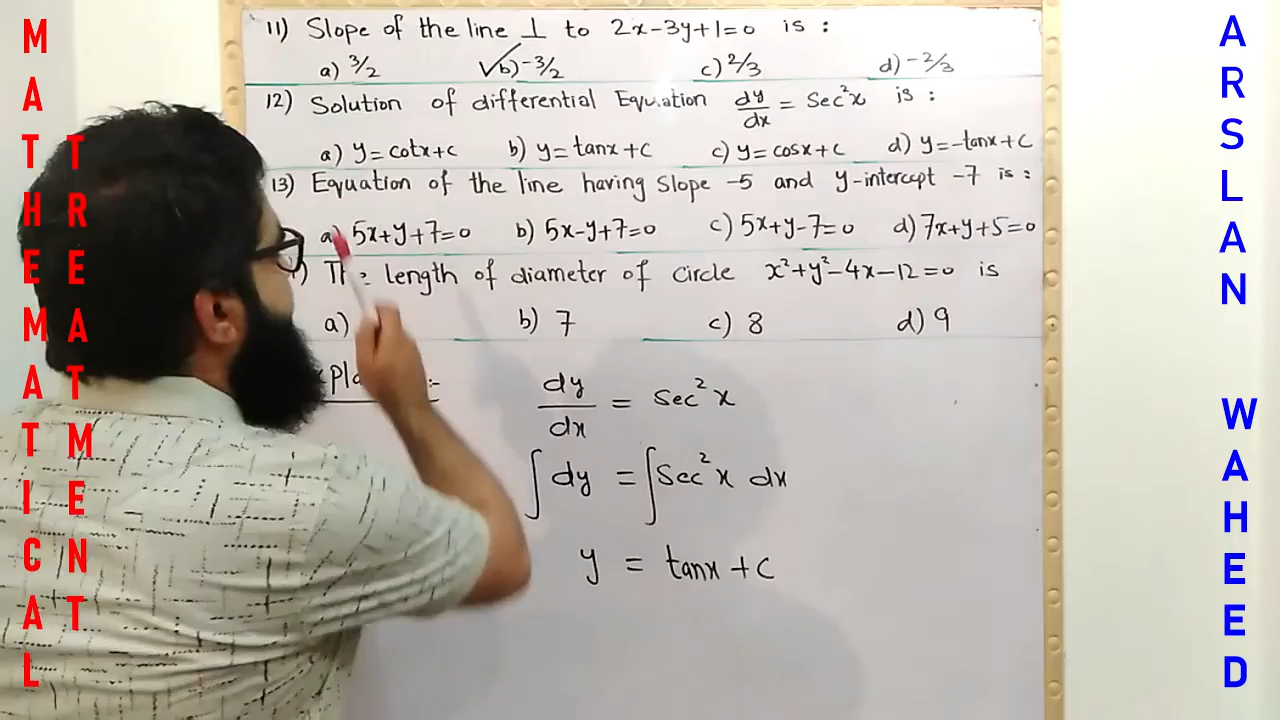 MATHEMATICAL
TREATMENT
11) Slope of the line ⊥ to 2x-3y+1=0 is :
a) 3/2 ✓b) -3/2 c) 2/3 d) -2/3
12) Solution of differential Equation dy/dx = Sec²x is :
a) y=cotx+c b) y=tanx+c c) y=cosx+c d) y=-tanx+c
13) Equation of the line having Slope -5 and y-intercept -7 is :
a) 5x+y+7=0 b) 5x-y+7=0 c) 5x+y-7=0 d) 7x+y+5=0
) The length of diameter of circle x²+y²-4x-12=0 is
a) b) 7 c) 8 d) 9
dy/dx = Sec²x
∫dy = ∫Sec²x dx
y = tanx+c
ARSLAN
WAHEED